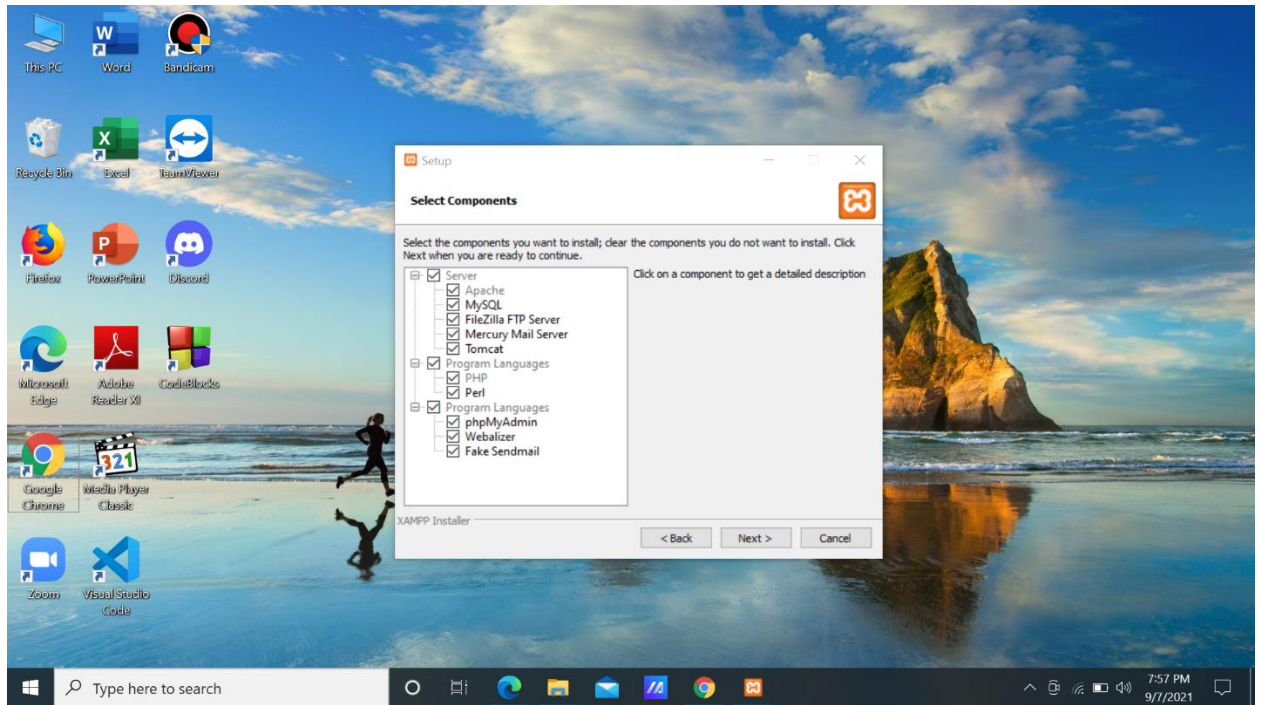 This PC
Word
Bandicam
Recycle Bin
Excel
TeamViewer
Firefox
PowerPoint
Discord
Microsoft
Edge
Adobe
Reader XI
CodeBlocks
Google
Chrome
321
Media Player
Classic
Zoom
Visual Studio
Code
Setup
Select Components
Select the components you want to install; clear the components you do not want to install. Click
Next when you are ready to continue.
Server
Apache
MySQL
FileZilla FTP Server
Mercury Mail Server
Tomcat
Program Languages
PHP
Perl
Program Languages
phpMyAdmin
Webalizer
Fake Sendmail
Click on a component to get a detailed description
XAMPP Installer
< Back
Next >
Cancel
Type here to search
7:57 PM
9/7/2021